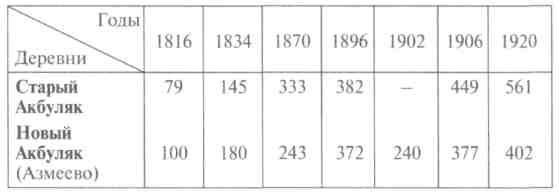 Годы
Деревни
1816 1834 1870 1896 1902 1906 1920
Старый
Акбуляк
79 145 333 382 – 449 561
Новый
Акбуляк
(Азмеево)
100 180 243 372 240 377 402